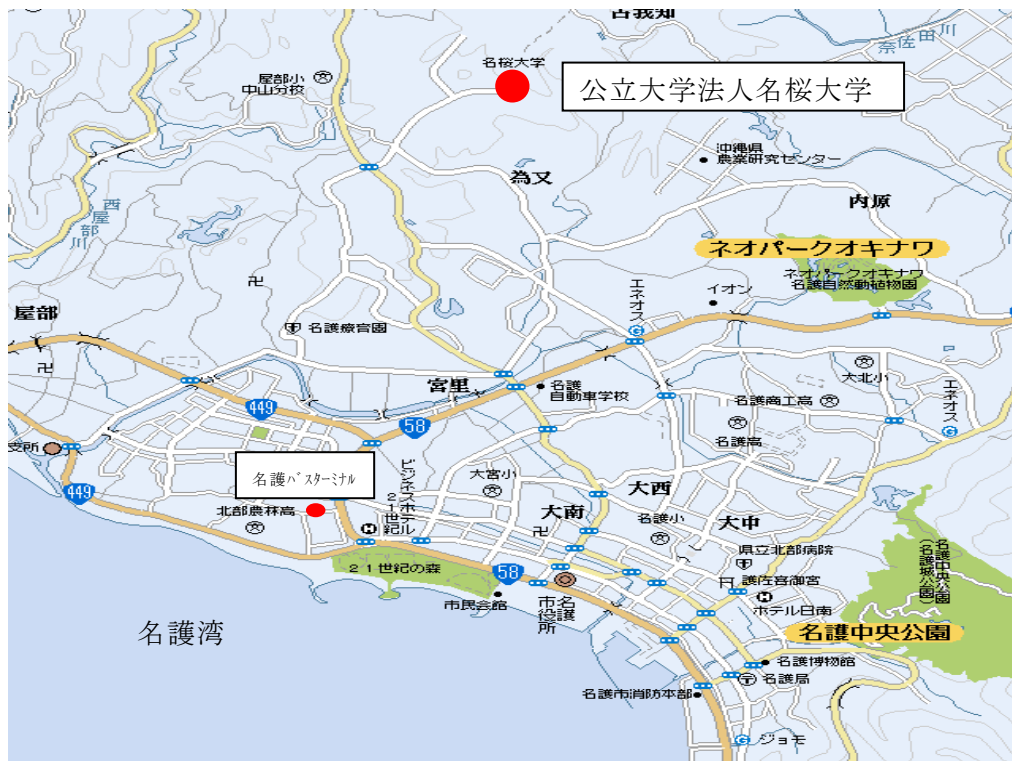 古我知
奈佐田川
名桜大学
公立大学法人名桜大学
屋部小
中山分校
沖縄県
農業研究センター
為又
内原
西屋部川
ネオパークオキナワ
ネオパークオキナワ
名護自然動植物園
イオン
エネオス
屋部
名護療育園
宮里
名護
自動車学校
大北小
エネオス
名護商工高
449
58
名護高
支所
449
名護バスターミナル
ビジネスホテル
21世紀
大宮小
大西
北部農林高
大南
名護小
大中
県立北部病院
21世紀の森
58
護佐喜御宮
名護中央公園
(名護城公園)
市民会館
名護
市役所
ホテル日南
名護湾
名護中央公園
名護博物館
名護局
名護市消防本部
ジョモ